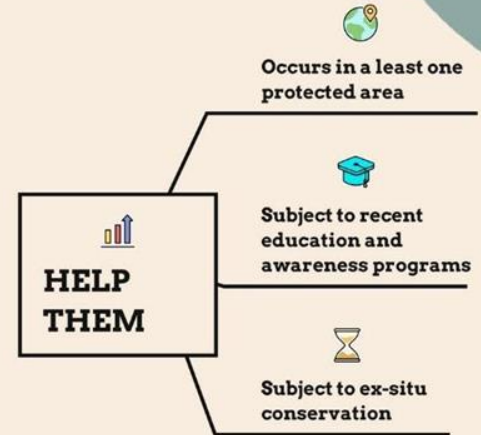 Occurs in a least one
protected area
Subject to recent
education and
awareness programs
HELP
THEM
Subject to ex-situ
conservation